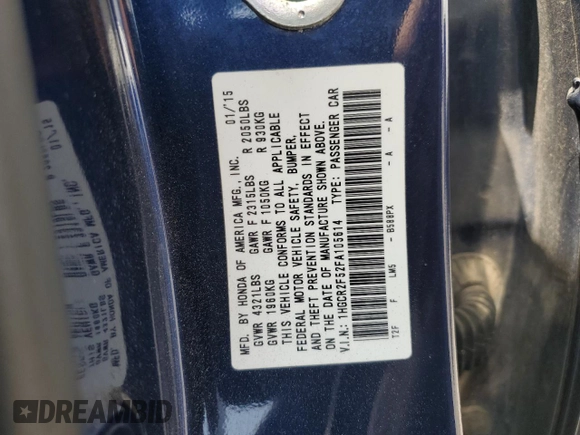 MFD. BY HONDA OF AMERICA MFG., INC. 01/'15
GVWR 4321LBS GAWR F 2315LBS R 2050LBS
GVWR 1960KG GAWR F 1050KG R 930KG
THIS VEHICLE CONFORMS TO ALL APPLICABLE
FEDERAL MOTOR VEHICLE SAFETY, BUMPER,
AND THEFT PREVENTION STANDARDS IN EFFECT
ON THE DATE OF MANUFACTURE SHOWN ABOVE.
V.I.N.: 1HGCR2F52FA105614 TYPE: PASSENGER CAR
T2F F LM5 - B588PX - A - A
DREAMBID